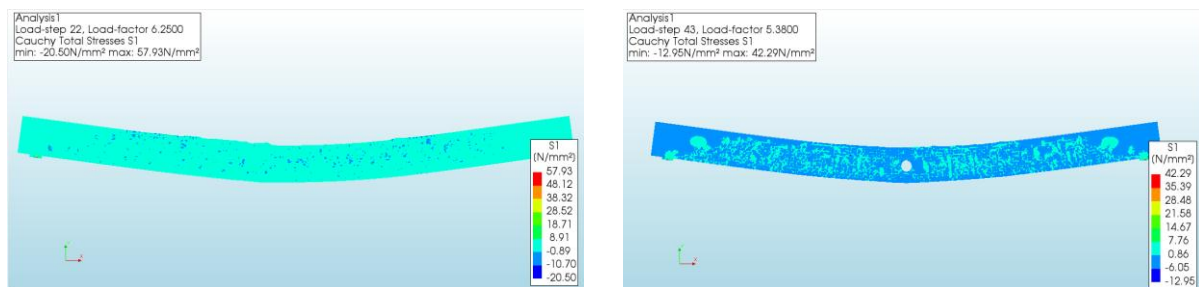 Analysis1
Load-step 22, Load-factor 6.2500
Cauchy Total Stresses S1
min: -20.50N/mm² max: 57.93N/mm²
S1
(N/mm²)
57.93
48.12
38.32
28.52
18.71
8.91
-0.89
-10.70
-20.50
Analysis1
Load-step 43, Load-factor 5.3800
Cauchy Total Stresses S1
min: -12.95N/mm² max: 42.29N/mm²
S1
(N/mm²)
42.29
35.39
28.48
21.58
14.67
7.76
0.86
-6.05
-12.95